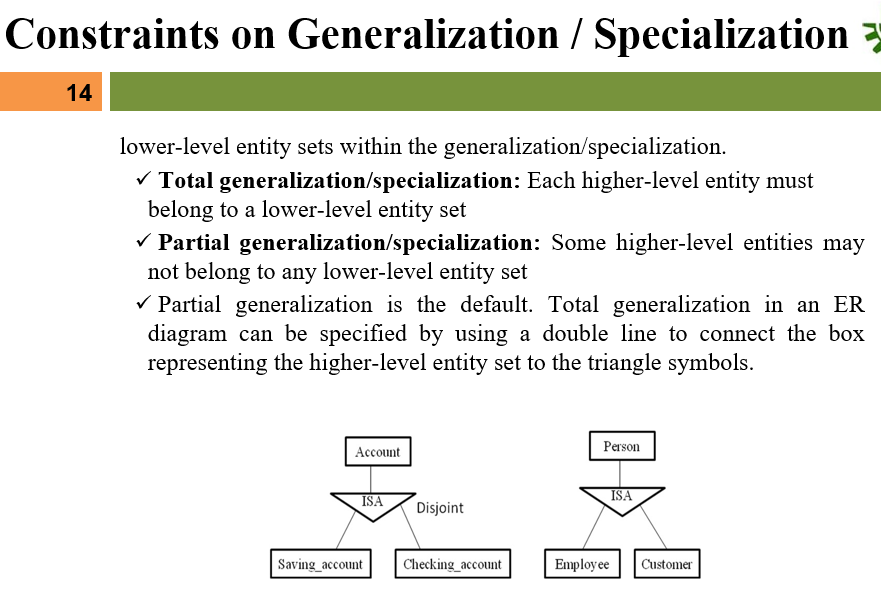 Constraints on Generalization / Specialization
14
lower-level entity sets within the generalization/specialization.
✓ Total generalization/specialization: Each higher-level entity must
belong to a lower-level entity set
✓ Partial generalization/specialization: Some higher-level entities may
not belong to any lower-level entity set
✓ Partial generalization is the default. Total generalization in an ER
diagram can be specified by using a double line to connect the box
representing the higher-level entity set to the triangle symbols.
Account
ISA
Disjoint
Saving_account
Checking_account
Person
ISA
Employee
Customer